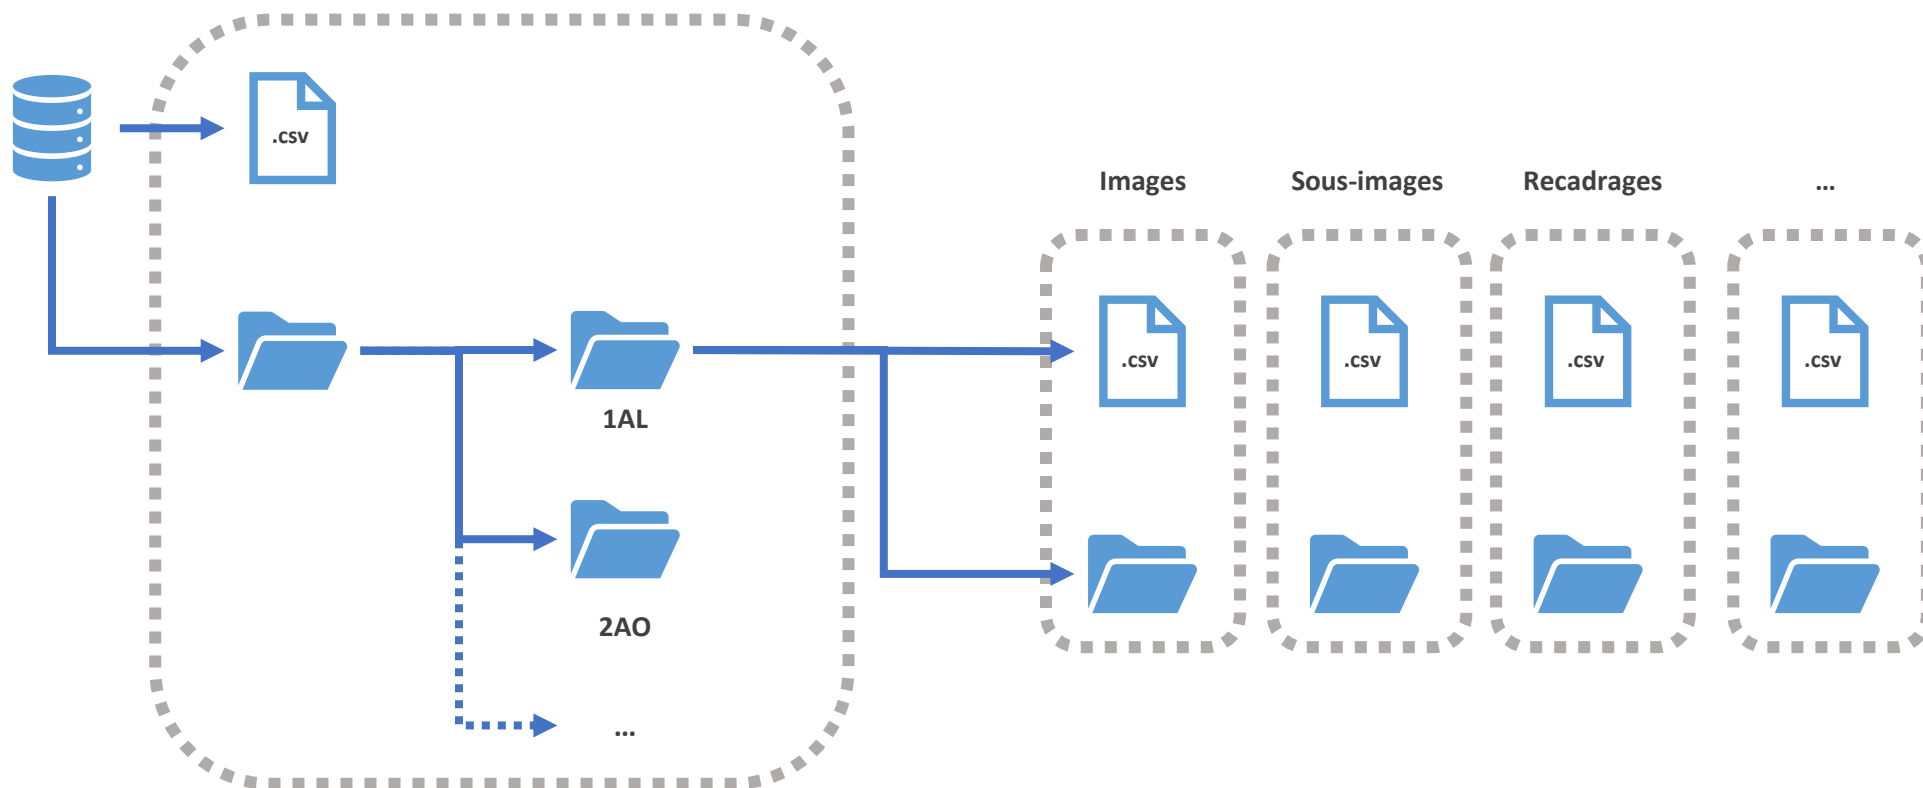 .csv
Images
Sous-images
Recadrages
...
.csv
.csv
.csv
.csv
1AL
2AO
...